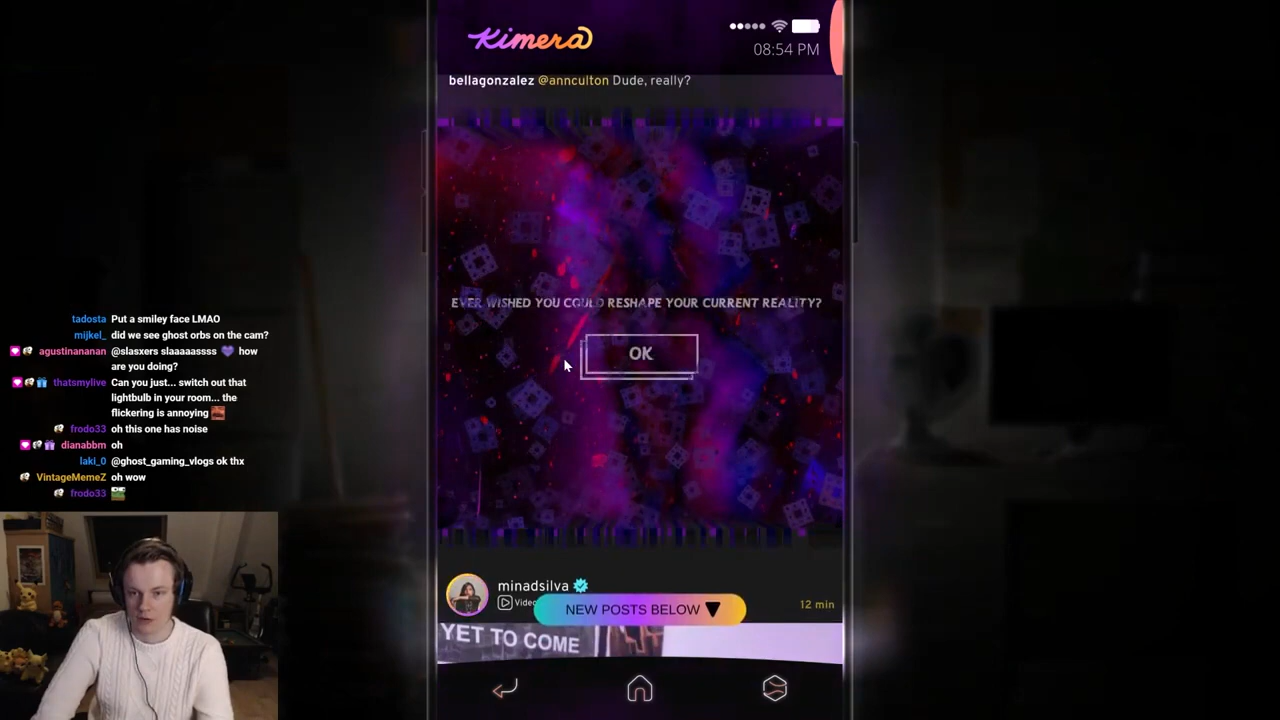 Kimera
08:54 PM
bellagonzalez @annculton Dude, really?
EVER WISHED YOU COULD RESHAPE YOUR CURRENT REALITY?
OK
minadsilva
Video
12 min
NEW POSTS BELOW
YET TO COME
tadosta Put a smiley face LMAO
mijkel_ did we see ghost orbs on the cam?
agustinananan @slasxers slaaaaassss 💜 how
are you doing?
thatsmylive Can you just... switch out that
lightbulb in your room... the
flickering is annoying
frodo33 oh this one has noise
dianabbm oh
laki_0 @ghost_gaming_vlogs ok thx
VintageMemeZ oh wow
frodo33